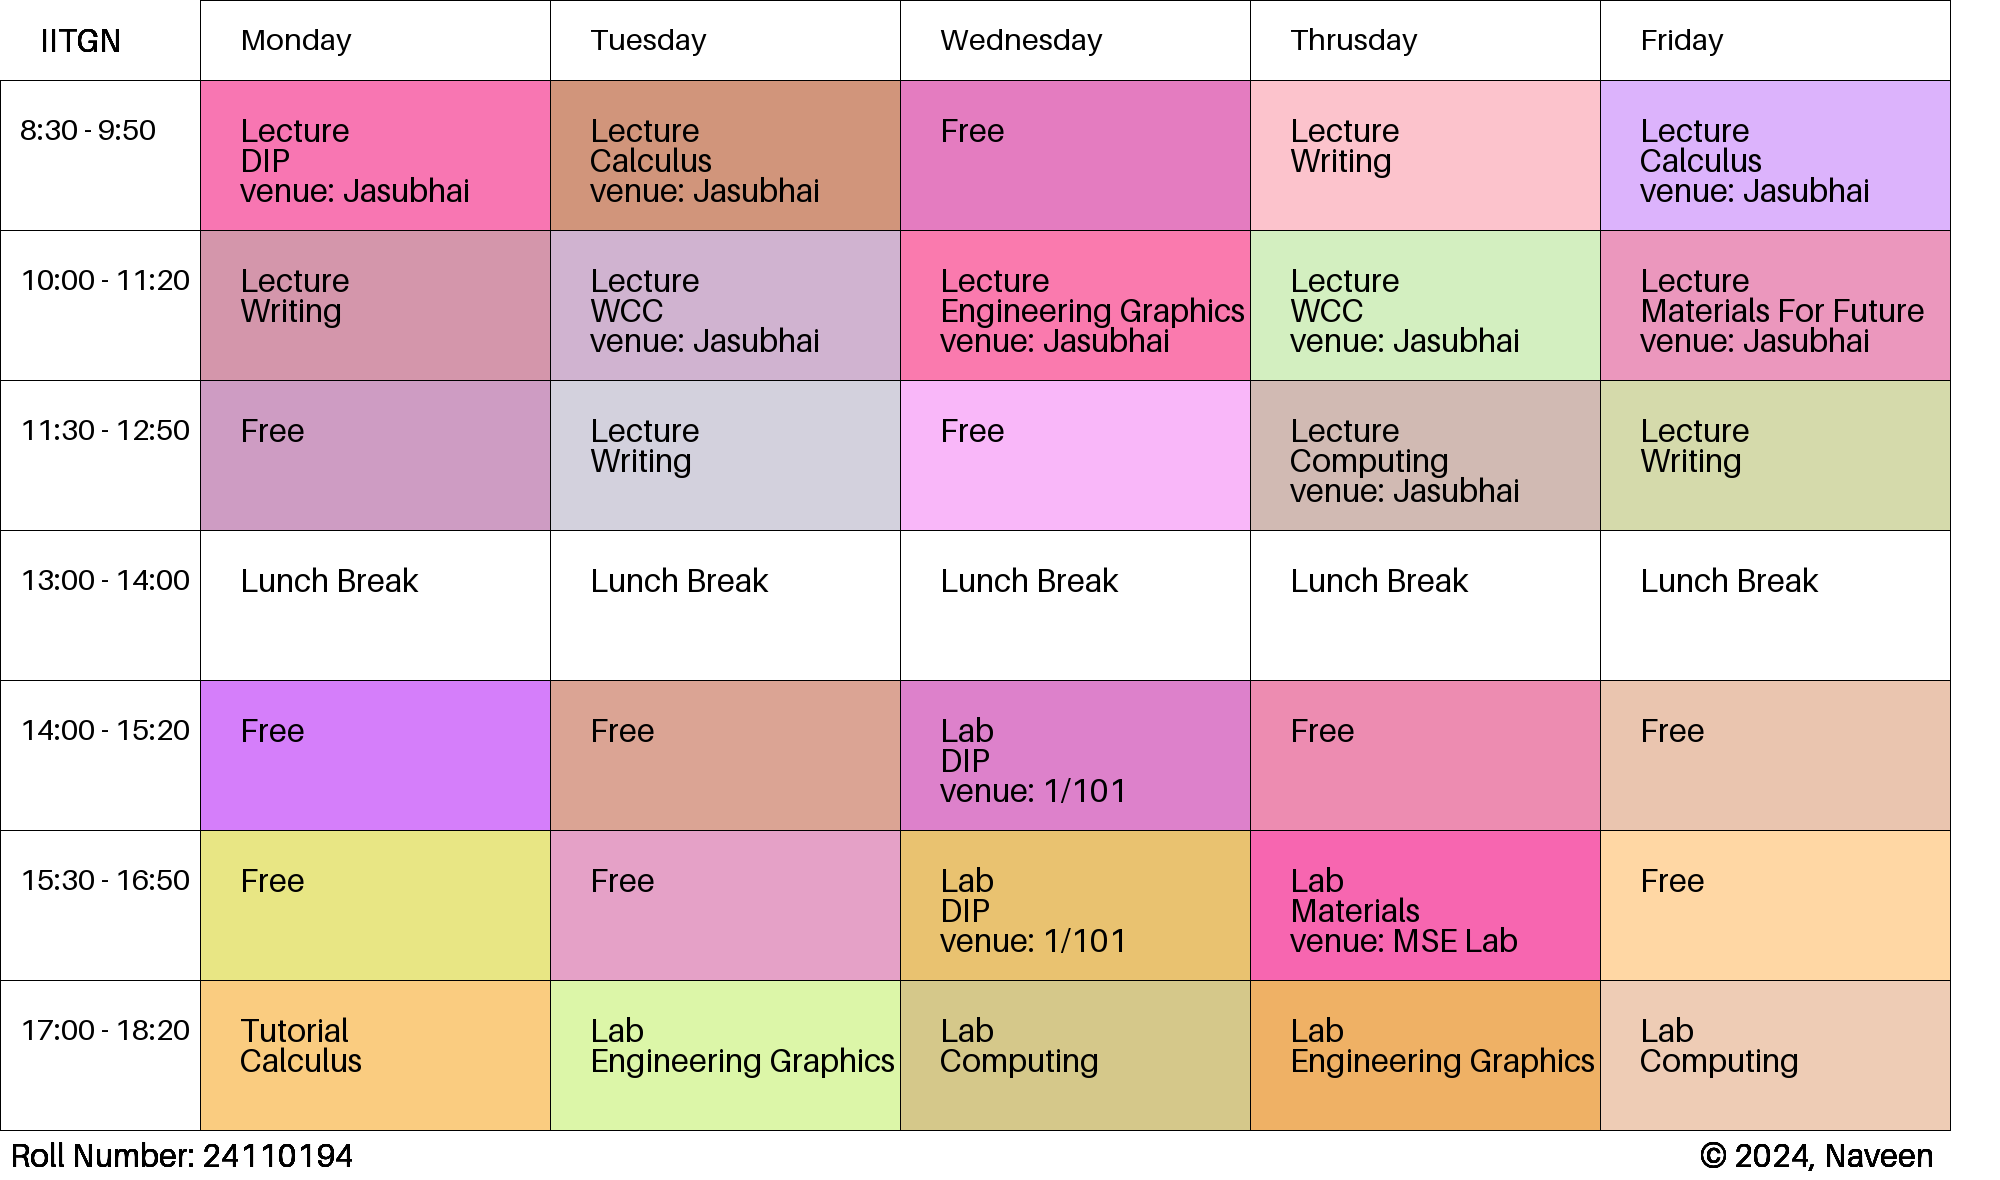 IITGN Monday Tuesday Wednesday Thrusday Friday
8:30 - 9:50
Lecture
DIP
venue: Jasubhai
Lecture
Calculus
venue: Jasubhai
Free
Lecture
Writing
Lecture
Calculus
venue: Jasubhai
10:00 - 11:20
Lecture
Writing
Lecture
WCC
venue: Jasubhai
Lecture
Engineering Graphics
venue: Jasubhai
Lecture
WCC
venue: Jasubhai
Lecture
Materials For Future
venue: Jasubhai
11:30 - 12:50
Free
Lecture
Writing
Free
Lecture
Computing
venue: Jasubhai
Lecture
Writing
13:00 - 14:00
Lunch Break
Lunch Break
Lunch Break
Lunch Break
Lunch Break
14:00 - 15:20
Free
Free
Lab
DIP
venue: 1/101
Free
Free
15:30 - 16:50
Free
Free
Lab
DIP
venue: 1/101
Lab
Materials
venue: MSE Lab
Free
17:00 - 18:20
Tutorial
Calculus
Lab
Engineering Graphics
Lab
Computing
Lab
Engineering Graphics
Lab
Computing
Roll Number: 24110194
© 2024, Naveen